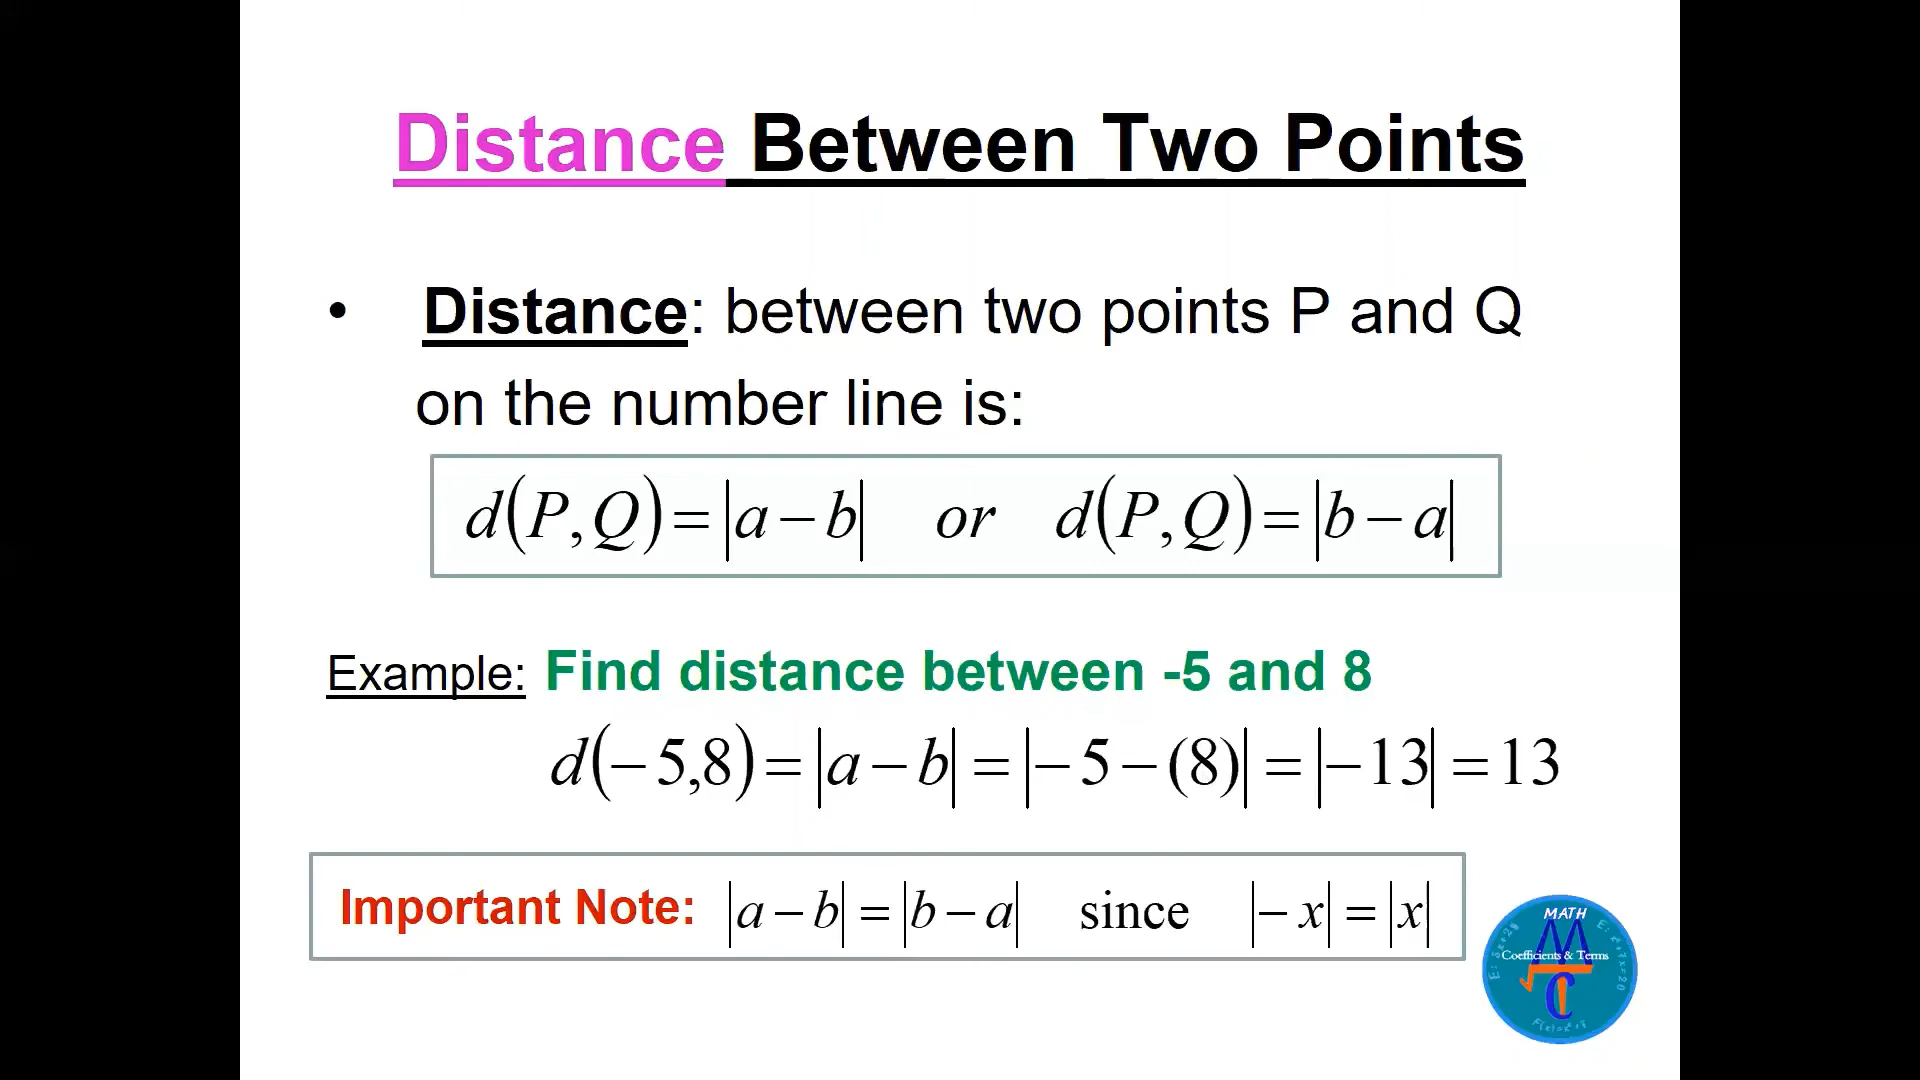 Distance Between Two Points
• Distance: between two points P and Q
on the number line is:
d(P,Q)=|a−b| or d(P,Q)=|b−a|
Example: Find distance between -5 and 8
d(−5,8)=|a−b|=|−5−(8)|=|−13|=13
Important Note: |a−b|=|b−a| since |−x|=|x|
MATH
Coefficients & Terms